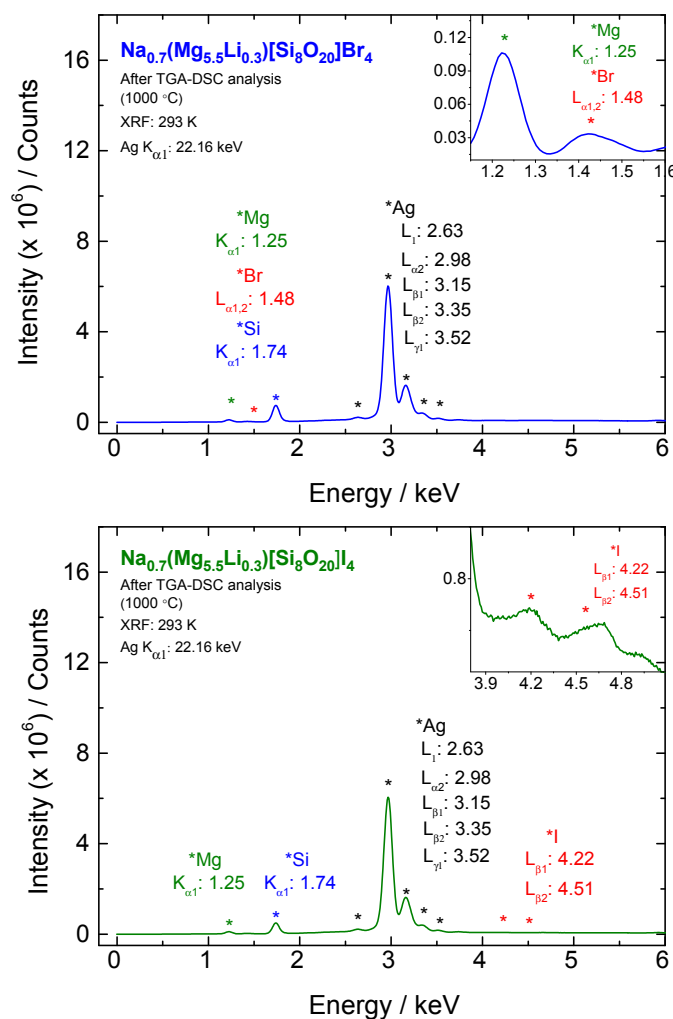 Na0.7(Mg5.5Li0.3)[Si8O20]Br4
After TGA-DSC analysis
(1000 °C)
XRF: 293 K
Ag Kα1: 22.16 keV
*Mg
Kα1: 1.25
*Br
Lα1,2: 1.48
*Si
Kα1: 1.74
*Ag
Ll: 2.63
Lα2: 2.98
Lβ1: 3.15
Lβ2: 3.35
Lγl: 3.52
* * * * * * * *
0.12
0.09
0.06
0.03
1.2 1.3 1.4 1.5 1.6
*
*Mg
Kα1: 1.25
*Br
Lα1,2: 1.48
*
16
12
8
4
0
0 1 2 3 4 5 6
Intensity (x 10^6) / Counts
Energy / keV
Na0.7(Mg5.5Li0.3)[Si8O20]I4
After TGA-DSC analysis
(1000 °C)
XRF: 293 K
Ag Kα1: 22.16 keV
*Mg
Kα1: 1.25
*Si
Kα1: 1.74
*Ag
Ll: 2.63
Lα2: 2.98
Lβ1: 3.15
Lβ2: 3.35
Lγl: 3.52
*I
Lβ1: 4.22
Lβ2: 4.51
* * * * * * * * *
0.8
3.9 4.2 4.5 4.8
*I
Lβ1: 4.22
Lβ2: 4.51
* *
16
12
8
4
0
0 1 2 3 4 5 6
Intensity (x 10^6) / Counts
Energy / keV